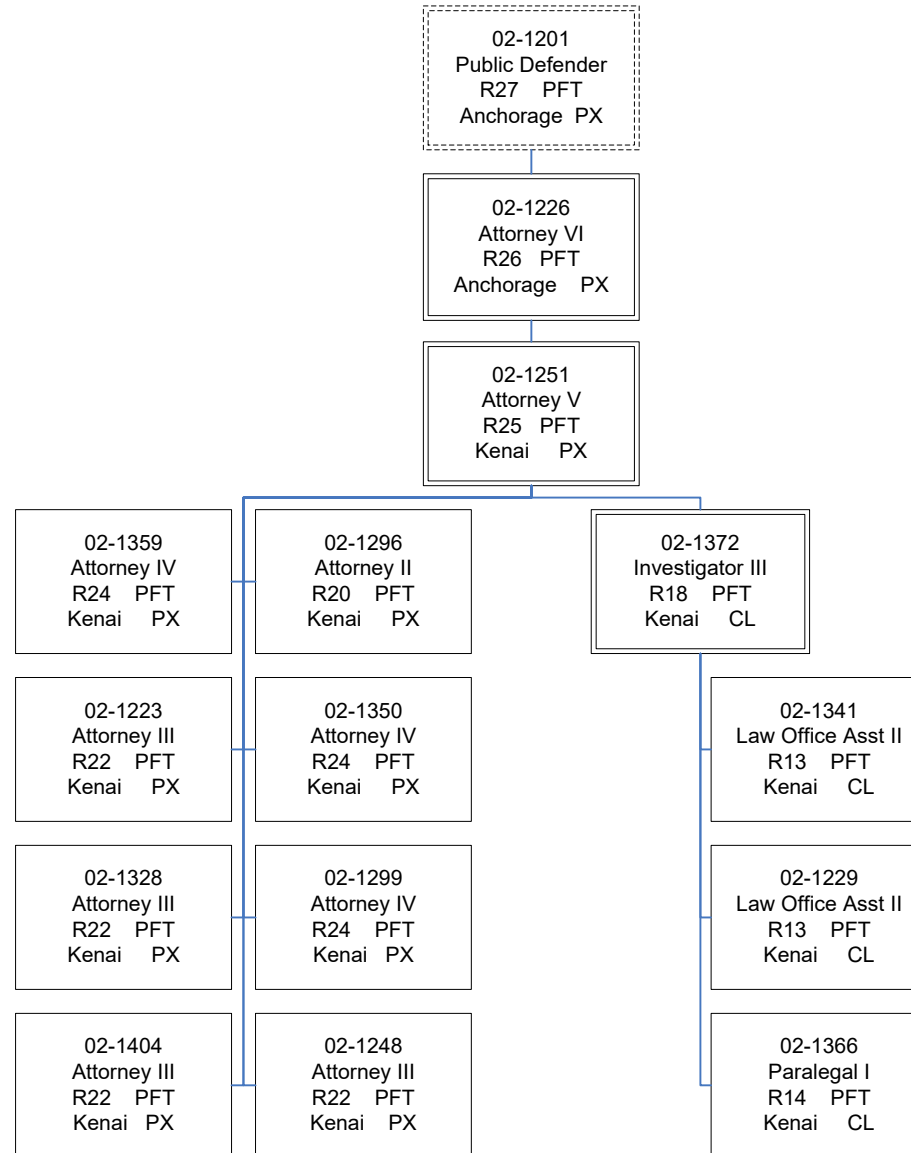 02-1201
Public Defender
R27 PFT
Anchorage PX
02-1226
Attorney VI
R26 PFT
Anchorage PX
02-1251
Attorney V
R25 PFT
Kenai PX
02-1359
Attorney IV
R24 PFT
Kenai PX
02-1296
Attorney II
R20 PFT
Kenai PX
02-1372
Investigator III
R18 PFT
Kenai CL
02-1223
Attorney III
R22 PFT
Kenai PX
02-1350
Attorney IV
R24 PFT
Kenai PX
02-1341
Law Office Asst II
R13 PFT
Kenai CL
02-1328
Attorney III
R22 PFT
Kenai PX
02-1299
Attorney IV
R24 PFT
Kenai PX
02-1229
Law Office Asst II
R13 PFT
Kenai CL
02-1404
Attorney III
R22 PFT
Kenai PX
02-1248
Attorney III
R22 PFT
Kenai PX
02-1366
Paralegal I
R14 PFT
Kenai CL